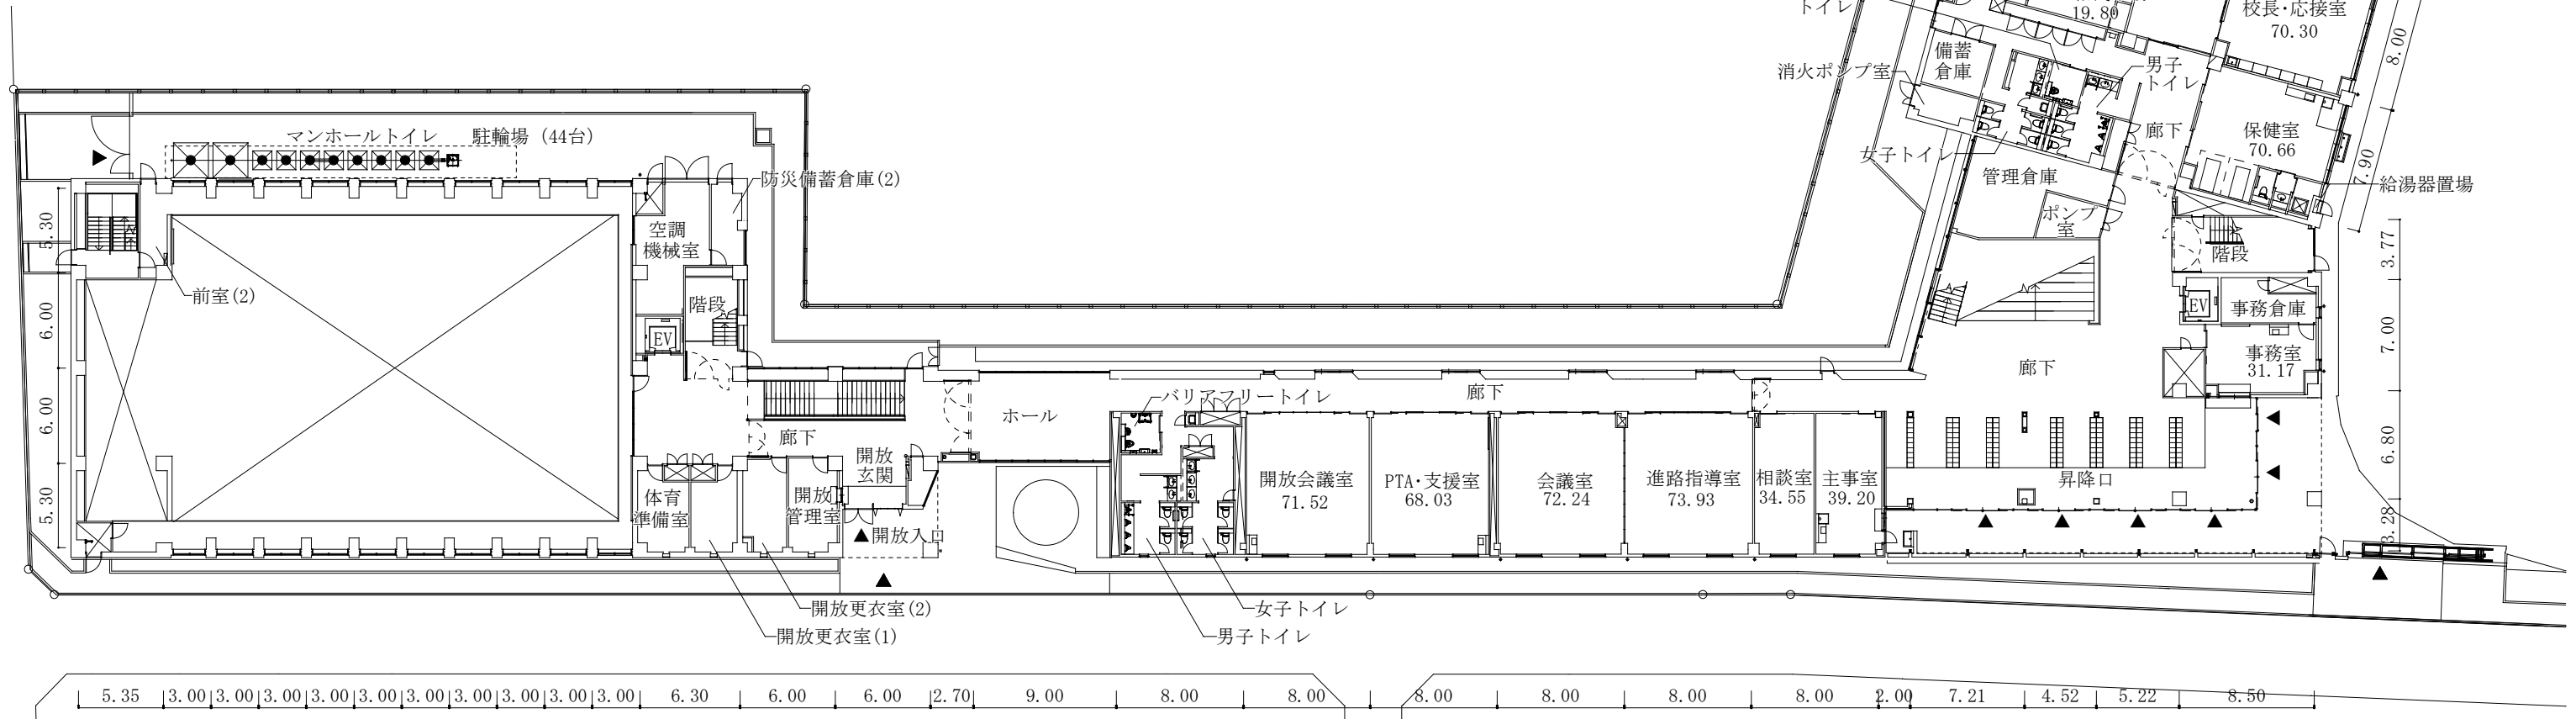 トイレ
19.80
校長・応接室
70.30
8.00
備蓄
倉庫
消火ポンプ室
男子
トイレ
マンホールトイレ
駐輪場 (44台)
廊下
保健室
70.66
女子トイレ
7.90
防災備蓄倉庫(2)
管理倉庫
給湯器置場
5.30
空調
機械室
ポンプ
室
階段
3.77
前室(2)
階段
EV
事務倉庫
6.00
EV
7.00
事務室
31.17
廊下
バリアフリートイレ
廊下
6.00
ホール
廊下
6.80
開放
玄関
開放会議室
71.52
PTA・支援室
68.03
会議室
72.24
進路指導室
73.93
相談室
34.55
主事室
39.20
昇降口
5.30
体育
準備室
開放
管理室
開放入口
3.28
開放更衣室(2)
女子トイレ
開放更衣室(1)
男子トイレ
5.35 3.00 3.00 3.00 3.00 3.00 3.00 3.00 3.00 3.00 3.00 6.30 6.00 6.00 2.70 9.00 8.00 8.00 8.00 8.00 8.00 8.00 2.00 7.21 4.52 5.22 8.50